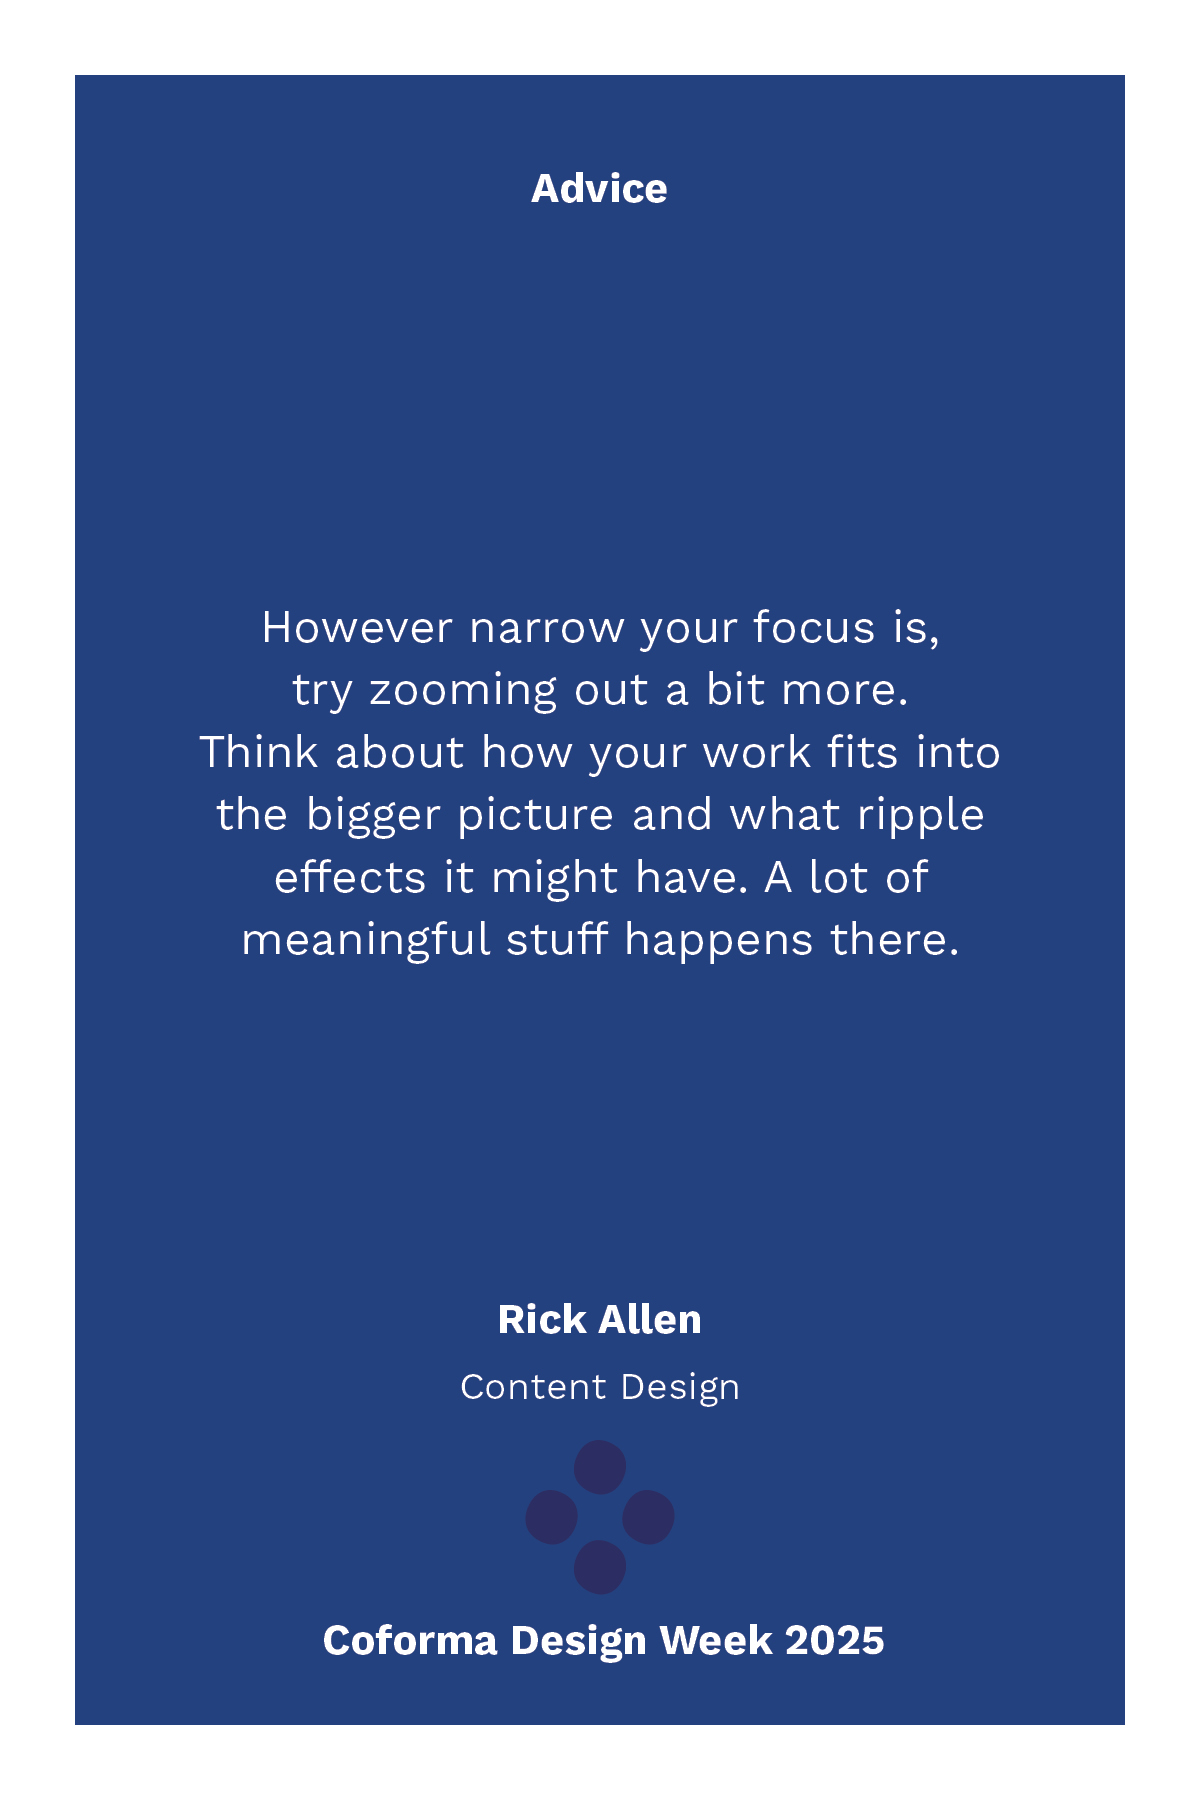 Advice
However narrow your focus is,
try zooming out a bit more.
Think about how your work fits into
the bigger picture and what ripple
effects it might have. A lot of
meaningful stuff happens there.
Rick Allen
Content Design
Coforma Design Week 2025